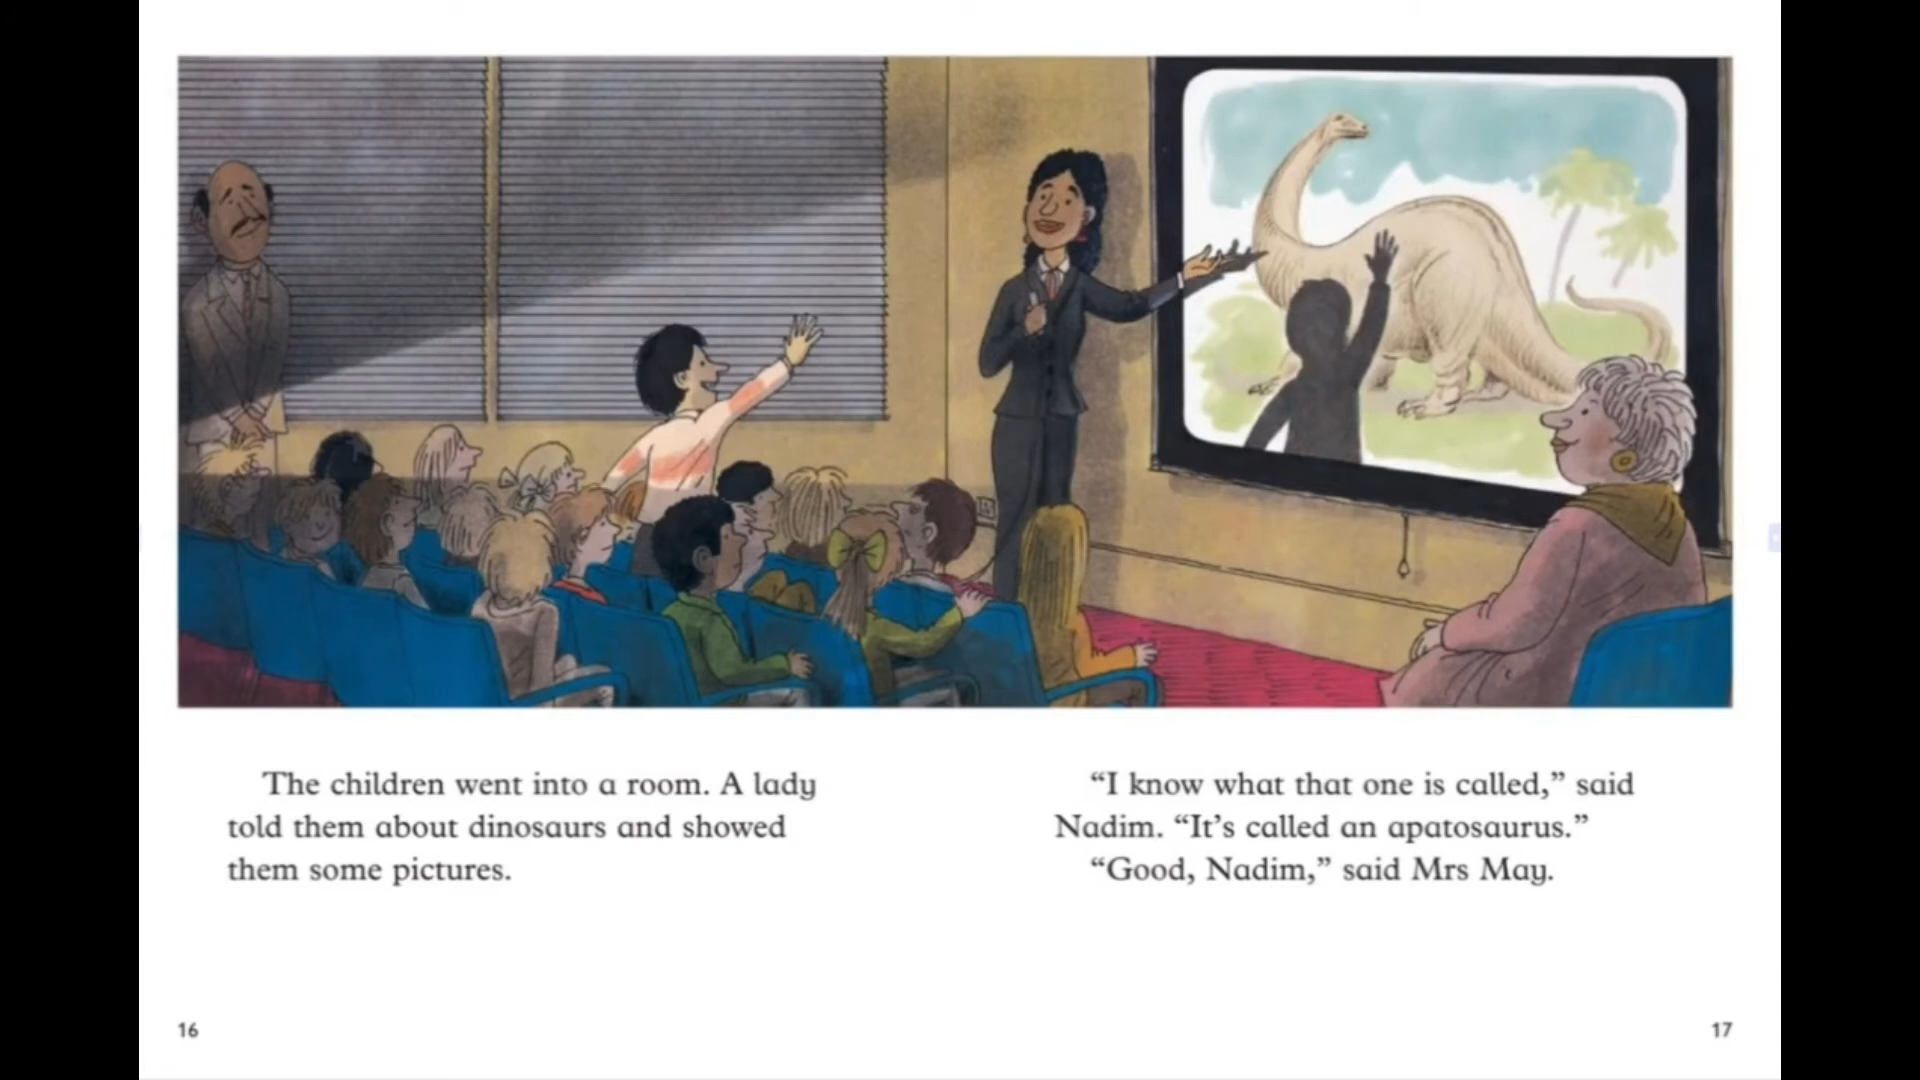 The children went into a room. A lady
told them about dinosaurs and showed
them some pictures.
“I know what that one is called,” said
Nadim. “It’s called an apatosaurus.”
“Good, Nadim,” said Mrs May.
16
17